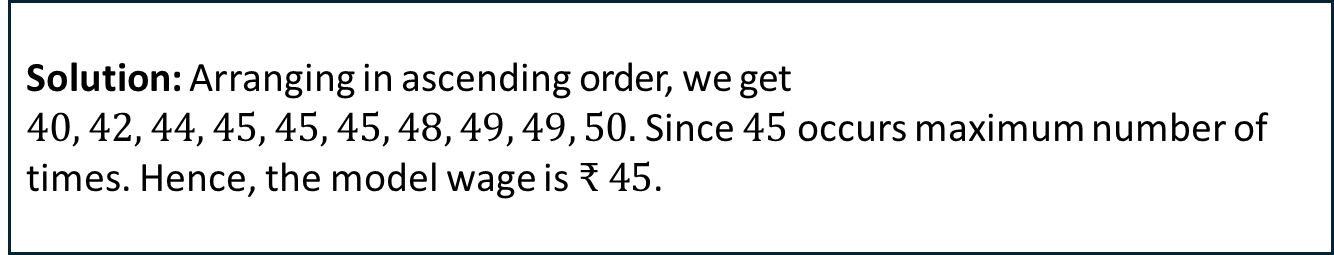 Solution: Arranging in ascending order, we get
40, 42, 44, 45, 45, 45, 48, 49, 49, 50. Since 45 occurs maximum number of
times. Hence, the model wage is ₹ 45.